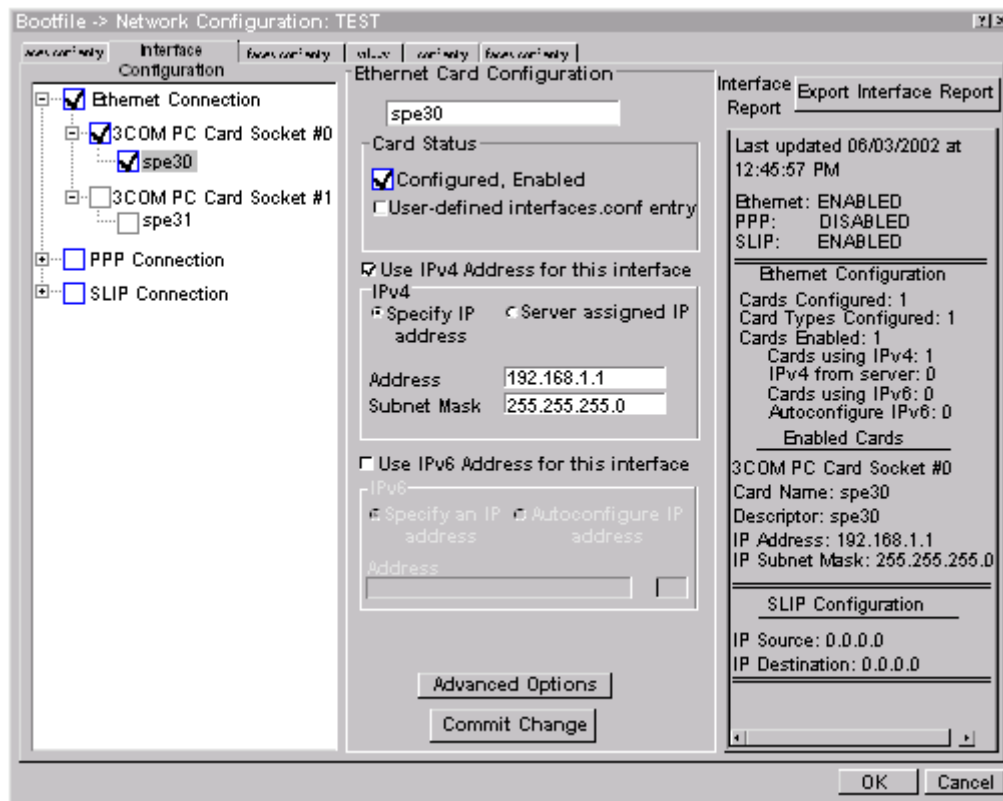 Bootfile -> Network Configuration: TEST
Interface
Configuration
Ethernet Connection
3COM PC Card Socket #0
spe30
3COM PC Card Socket #1
spe31
PPP Connection
SLIP Connection
Ethernet Card Configuration
spe30
Card Status
Configured, Enabled
User-defined interfaces.conf entry
Use IPv4 Address for this interface
IPv4
Specify IP address
Server assigned IP
Address 192.168.1.1
Subnet Mask 255.255.255.0
Use IPv6 Address for this interface
IPv6
Specify an IP address
Autoconfigure IP address
Address
Advanced Options
Commit Change
Interface Report
Export Interface Report
Last updated 06/03/2002 at
12:45:57 PM
Ethernet: ENABLED
PPP: DISABLED
SLIP: ENABLED
Ethernet Configuration
Cards Configured: 1
Card Types Configured: 1
Cards Enabled: 1
Cards using IPv4: 1
IPv4 from server: 0
Cards using IPv6: 0
Autoconfigure IPv6: 0
Enabled Cards
3COM PC Card Socket #0
Card Name: spe30
Descriptor: spe30
IP Address: 192.168.1.1
IP Subnet Mask: 255.255.255.0
SLIP Configuration
IP Source: 0.0.0.0
IP Destination: 0.0.0.0
OK
Cancel